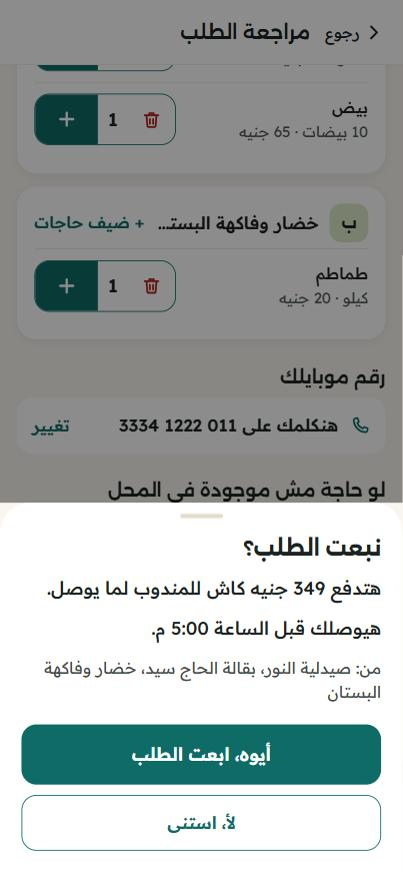 رجوع
مراجعة الطلب
1
بيض
10 بيضات · 65 جنيه
ب
خضار وفاكهة البستـ...
+ ضيف حاجات
طماطم
كيلو · 20 جنيه
1
رقم موبايلك
هنكلمك على 011 1222 3334
تغيير
لو حاجة مش موجودة في المحل
نبعت الطلب؟
هتدفع 349 جنيه كاش للمندوب لما يوصل.
هيوصلك قبل الساعة 5:00 م.
من: صيدلية النور، بقالة الحاج سيد، خضار وفاكهة
البستان
أيوه، ابعت الطلب
لأ، استنى